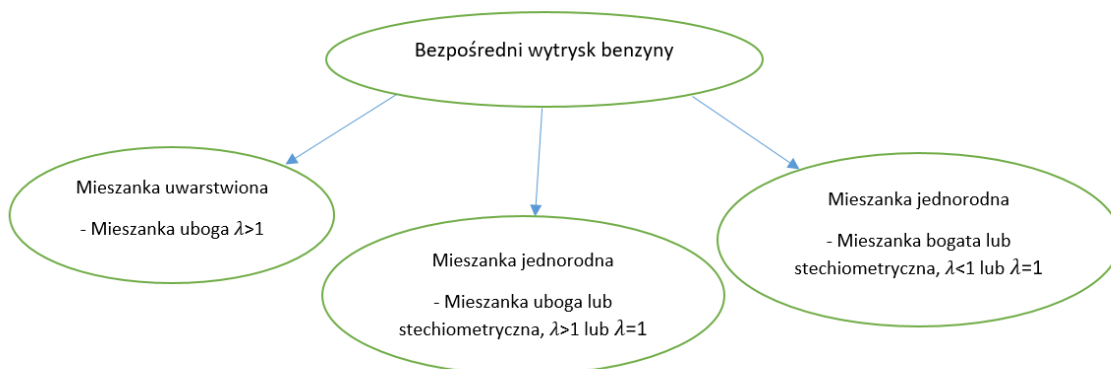 Bezpośredni wytrysk benzyny
Mieszanka uwarstwiona
- Mieszanka uboga λ>1
Mieszanka jednorodna
- Mieszanka uboga lub
stechiometryczna, λ>1 lub λ=1
Mieszanka jednorodna
- Mieszanka bogata lub
stechiometryczna, λ<1 lub λ=1